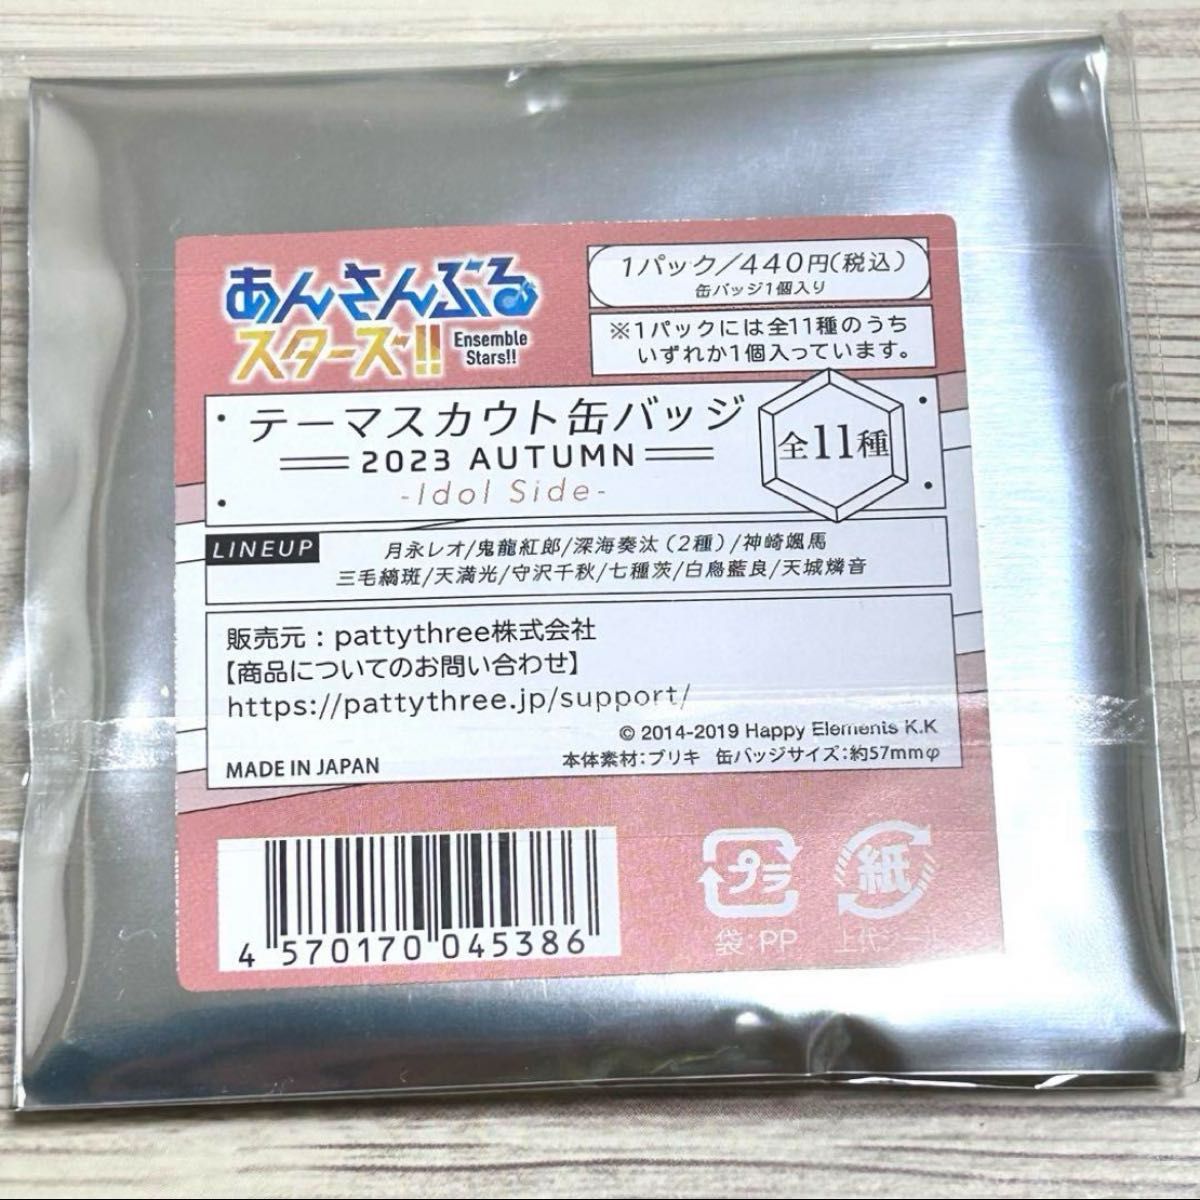 あんさんぶる
スターズ!!
Ensemble
Stars!!
1パック/440円(税込)
缶バッジ1個入り
※1パックには全11種のうち
いずれか1個入っています。
テーマスカウト缶バッジ
2023 AUTUMN
-Idol Side-
全11種
LINEUP
月永レオ/鬼龍紅郎/深海奏汰(2種)/神崎颯馬
三毛縞斑/天満光/守沢千秋/七種茨/白鳥藍良/天城燐音
販売元:pattythree株式会社
【商品についてのお問い合わせ】
https://pattythree.jp/support/
© 2014-2019 Happy Elements K.K
MADE IN JAPAN
本体素材:ブリキ 缶バッジサイズ:約57mmφ
4 570170 045386
プラ
袋:PP
紙